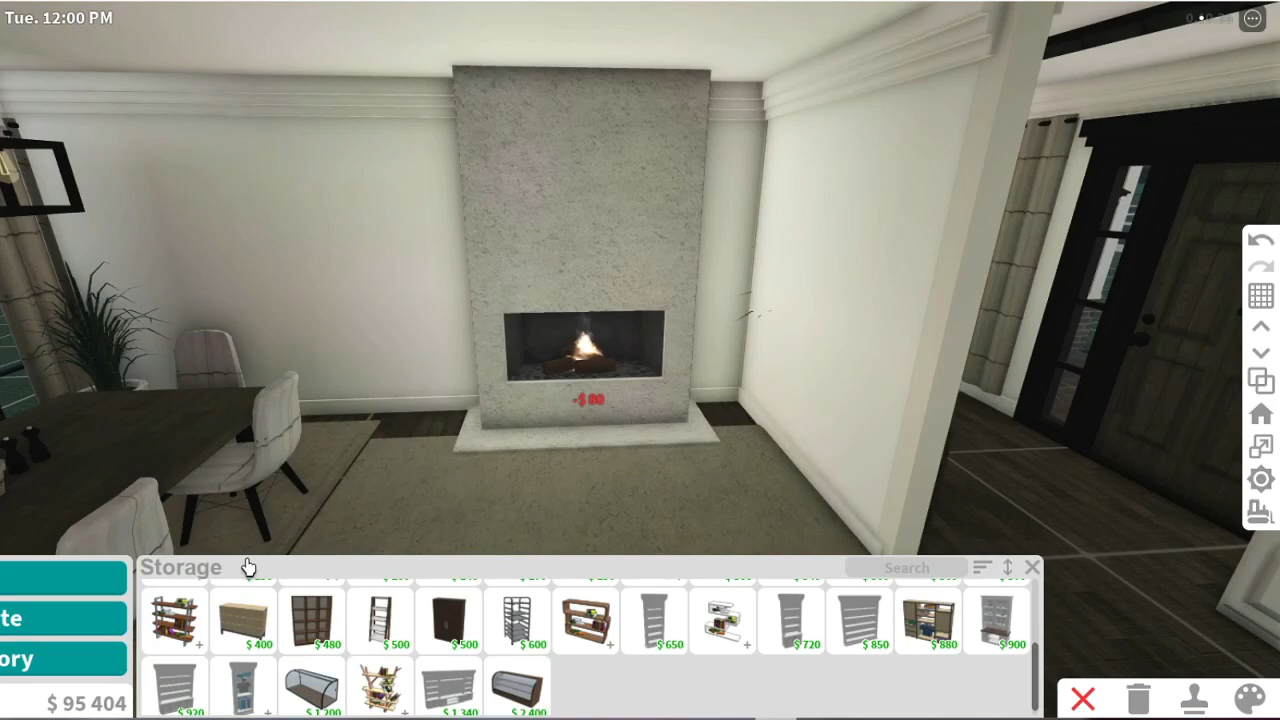 Tue. 12:00 PM
-$ 80
Storage
Search
$ 400
$ 480
$ 500
$ 500
$ 600
$ 650
$ 720
$ 850
$ 880
$ 900
te
ory
$ 920
$ 1 200
$ 1 340
$ 2 400
$ 95 404